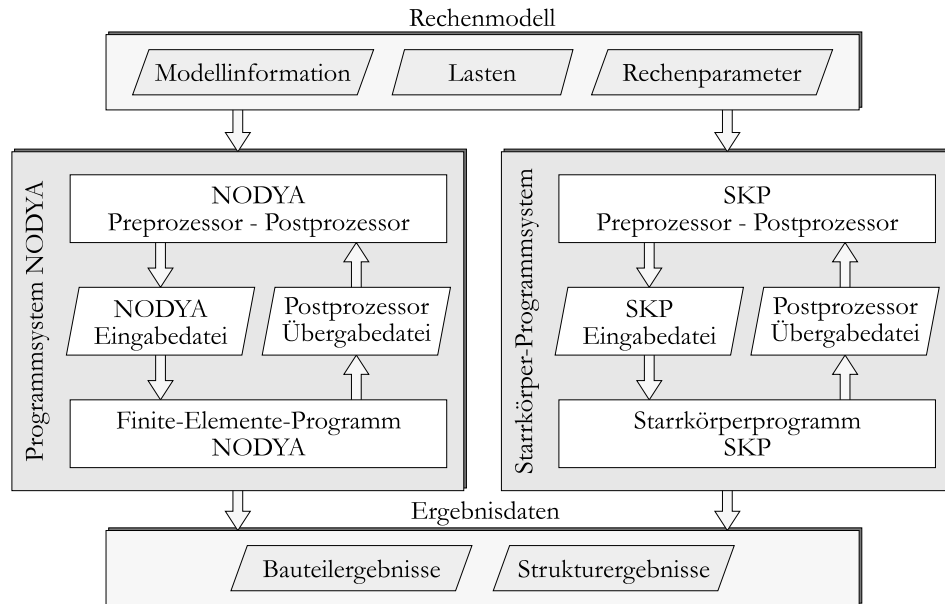 Rechenmodell
Modellinformation
Lasten
Rechenparameter
Programmsystem NODYA
NODYA
Preprozessor - Postprozessor
NODYA
Eingabedatei
Postprozessor
Übergabedatei
Finite-Elemente-Programm
NODYA
Starrkörper-Programmsystem
SKP
Preprozessor - Postprozessor
SKP
Eingabedatei
Postprozessor
Übergabedatei
Starrkörperprogramm
SKP
Ergebnisdaten
Bauteilergebnisse
Strukturergebnisse